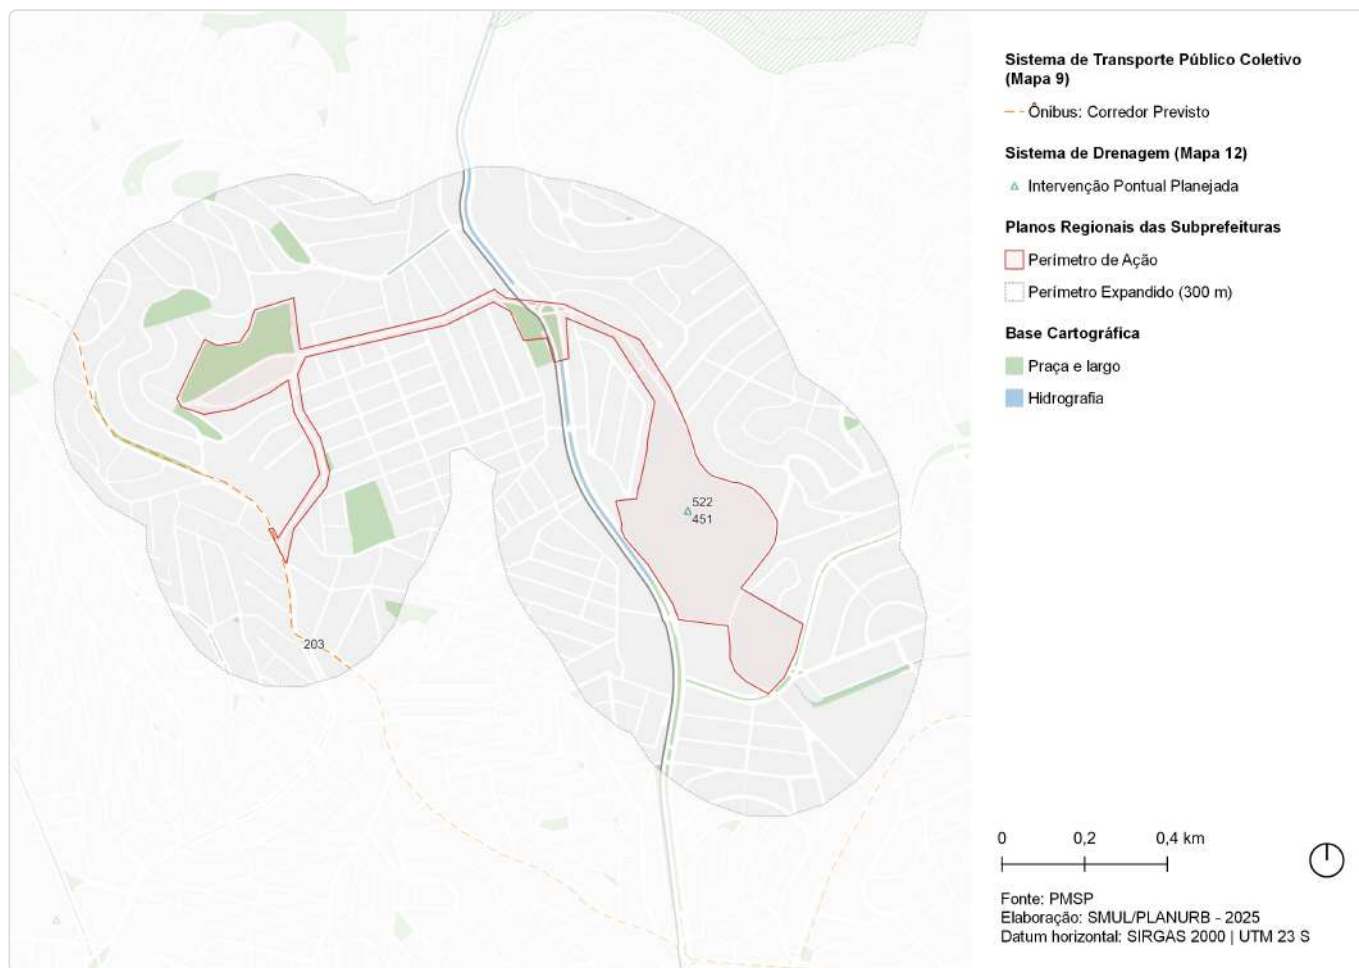 Sistema de Transporte Público Coletivo
(Mapa 9)
Ônibus: Corredor Previsto
Sistema de Drenagem (Mapa 12)
Intervenção Pontual Planejada
Planos Regionais das Subprefeituras
Perímetro de Ação
Perímetro Expandido (300 m)
Base Cartográfica
Praça e largo
Hidrografia
522
451
203
0 0,2 0,4 km
Fonte: PMSP
Elaboração: SMUL/PLANURB - 2025
Datum horizontal: SIRGAS 2000 | UTM 23 S